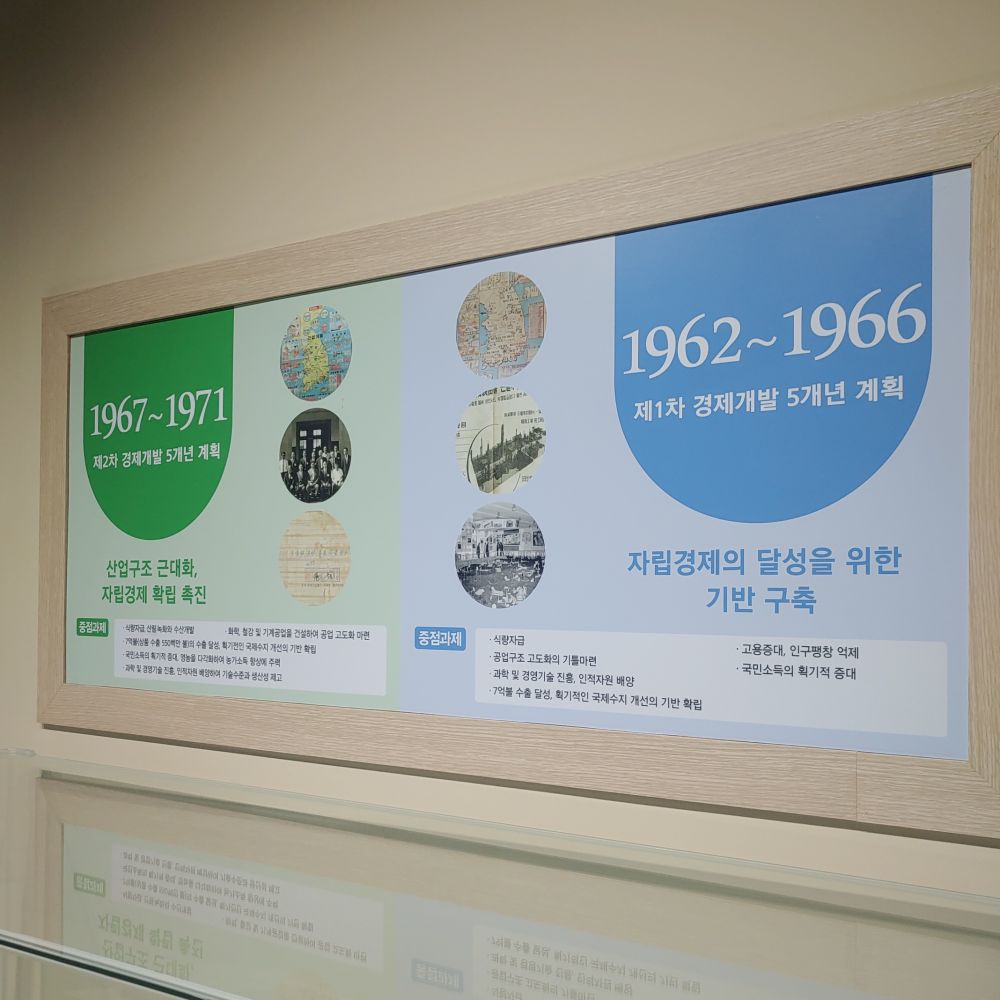 1967~1971
제2차 경제개발 5개년 계획
산업구조 근대화,
자립경제 확립 촉진
중점과제
· 식량자급, 산림녹화와 수산개발 · 화학, 철강 및 기계공업을 건설하여 공업 고도화 마련
· 7억불(상품 수출 550백만 불)의 수출 달성, 획기전인 국제수지 개선의 기반 확립
· 국민소득의 획기적 증대, 영농을 다각화하여 농가소득 향상에 주력
· 과학 및 경영기술 진흥, 인적자원 배양하여 기술수준과 생산성 제고
1962~1966
제1차 경제개발 5개년 계획
자립경제의 달성을 위한
기반 구축
중점과제
· 식량자급
· 공업구조 고도화의 기틀마련
· 과학 및 경영기술 진흥, 인적자원 배양
· 7억불 수출 달성, 획기적인 국제수지 개선의 기반 확립
· 고용증대, 인구팽창 억제
· 국민소득의 획기적 증대